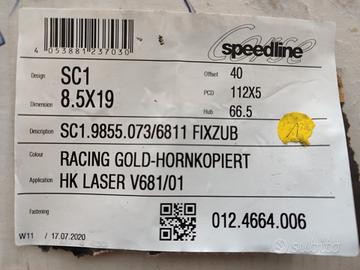 4 053881 237030
speedline
Corse
Design SC1
Offset 40
Dimension 8.5X19
PCD 112X5
Hub 66.5
Description SC1.9855.073/6811 FIXZUB
Colour RACING GOLD-HORNKOPIERT
Application HK LASER V681/01
Fastening 012.4664.006
W11 / 17.07.2020
subito